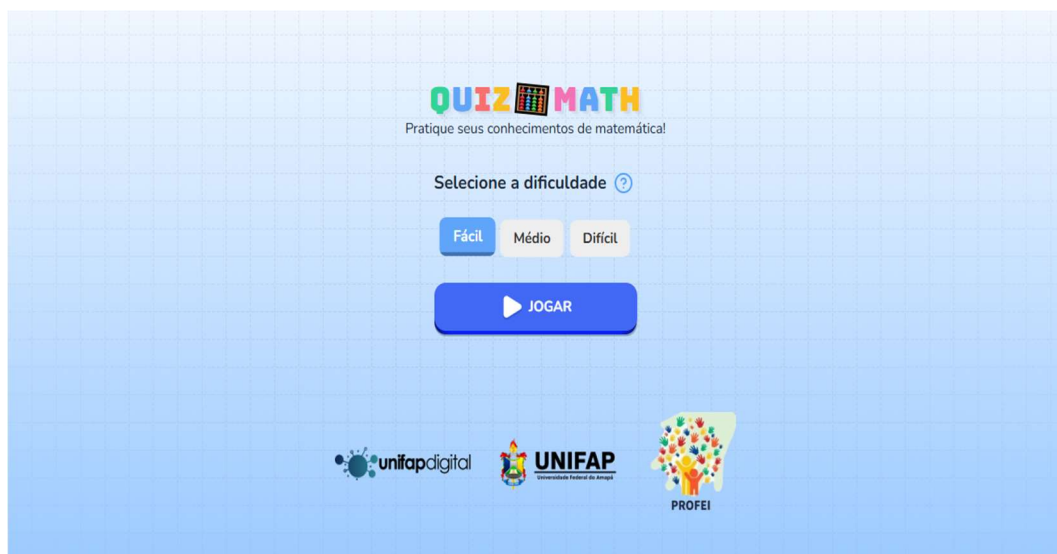 QUIZ MATH
Pratique seus conhecimentos de matemática!
Selecione a dificuldade ?
Fácil Médio Difícil
JOGAR
unifapdigital
UNIFAP
Universidade Federal do Amapá
PROFEI